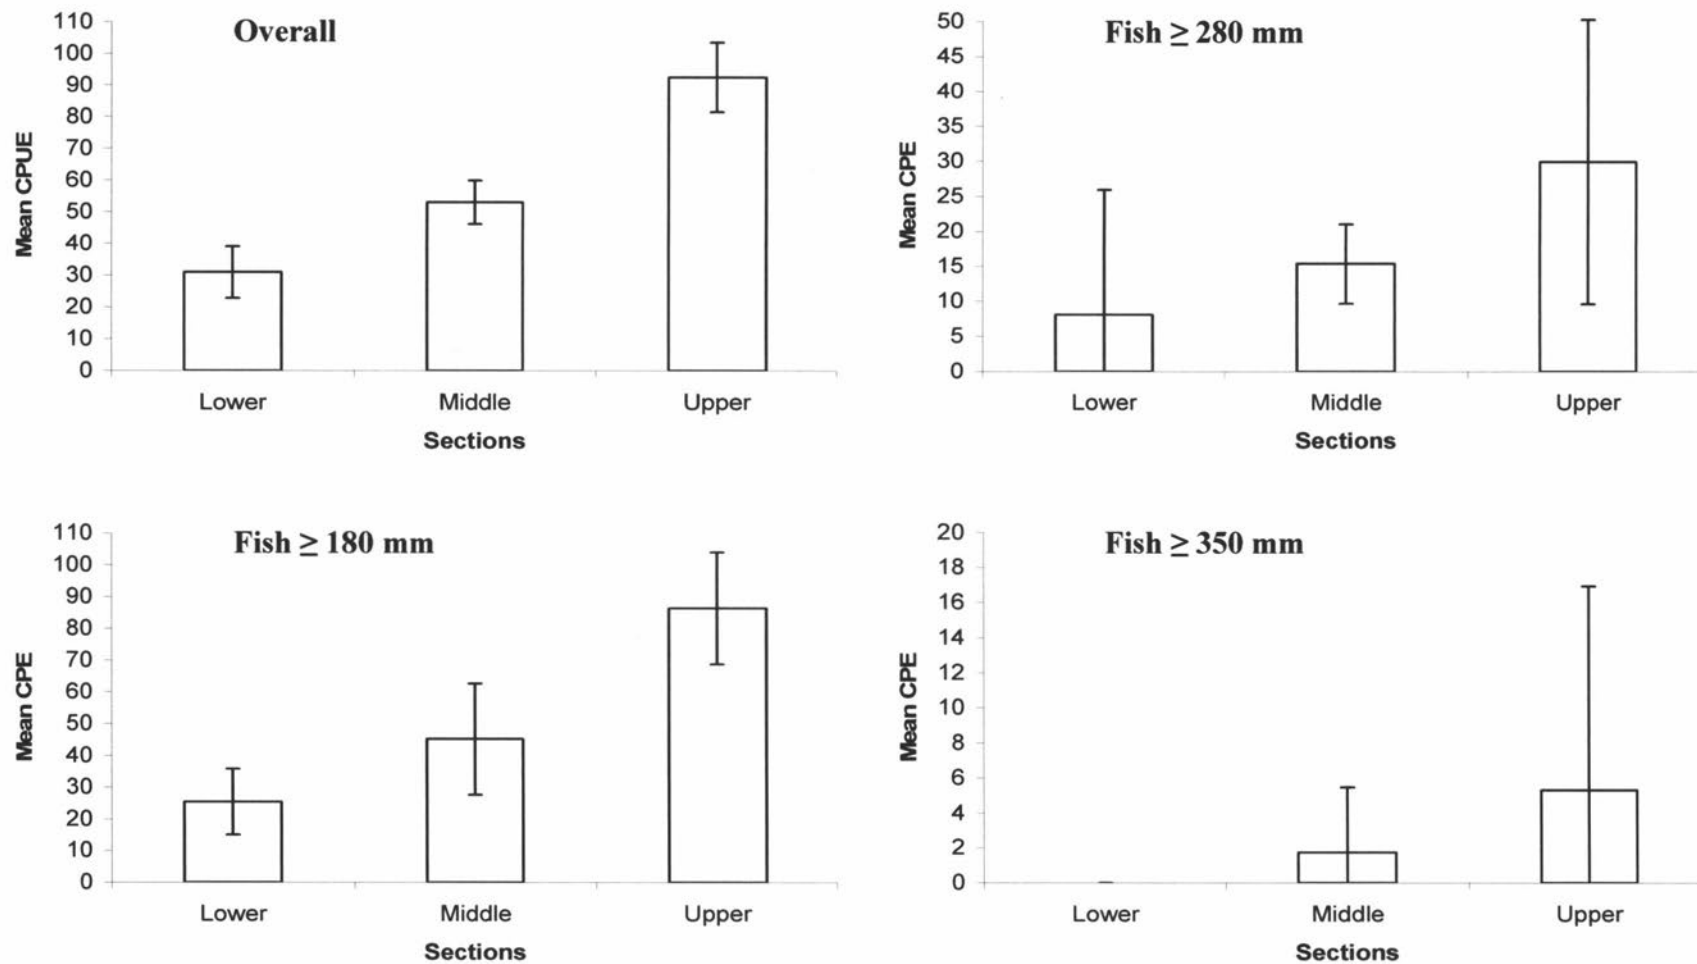 Overall
Mean CPUE
110
100
90
80
70
60
50
40
30
20
10
0
Lower Middle Upper
Sections
Fish ≥ 280 mm
Mean CPE
50
45
40
35
30
25
20
15
10
5
0
Lower Middle Upper
Sections
Fish ≥ 180 mm
Mean CPE
110
100
90
80
70
60
50
40
30
20
10
0
Lower Middle Upper
Sections
Fish ≥ 350 mm
Mean CPE
20
18
16
14
12
10
8
6
4
2
0
Lower Middle Upper
Sections